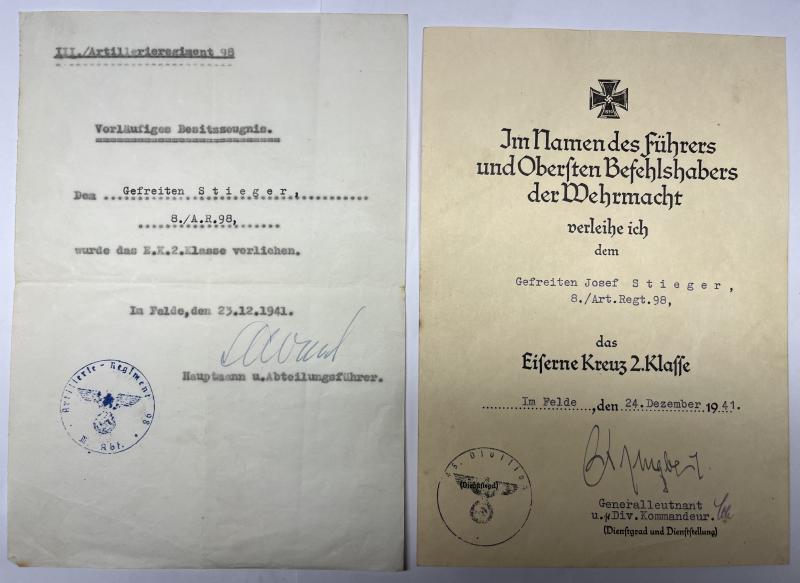 III./Artillerieregiment 98
Vorläufiges Besitzeugnis.
Dem Gefreiten S t i e g e r ,
8./A.R.98,
wurde das E.K.2.Klasse verliehen.
Im Felde,den 23.12.1941.
Hauptmann u.Abteilungsführer.
Artillerie - Regiment 98
Abt.
Im Namen des Führers
und Obersten Befehlshabers
der Wehrmacht
verleihe ich
dem
Gefreiten Josef S t i e g e r ,
8./Art.Regt.98,
das
Eiserne Kreuz 2.Klasse
Im Felde ,den 24.Dezember 1941.
Division
(Dienstsiegel)
Generalleutnant
u. Div.Kommandeur.
(Dienstgrad und Dienststellung)